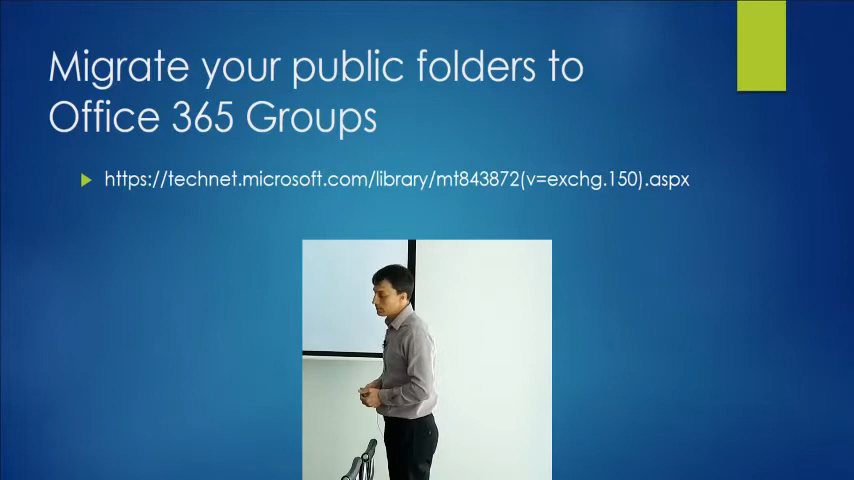 Migrate your public folders to
Office 365 Groups
https://technet.microsoft.com/library/mt843872(v=exchg.150).aspx